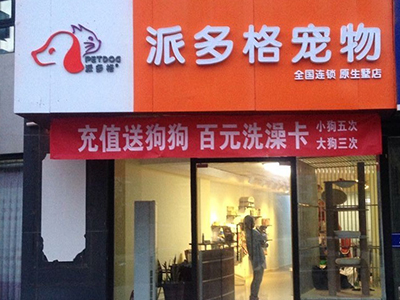 派多格宠物
PETDOG
派多格
全国连锁 原生墅店
充值送狗狗 百元洗澡卡 小狗五次
大狗三次